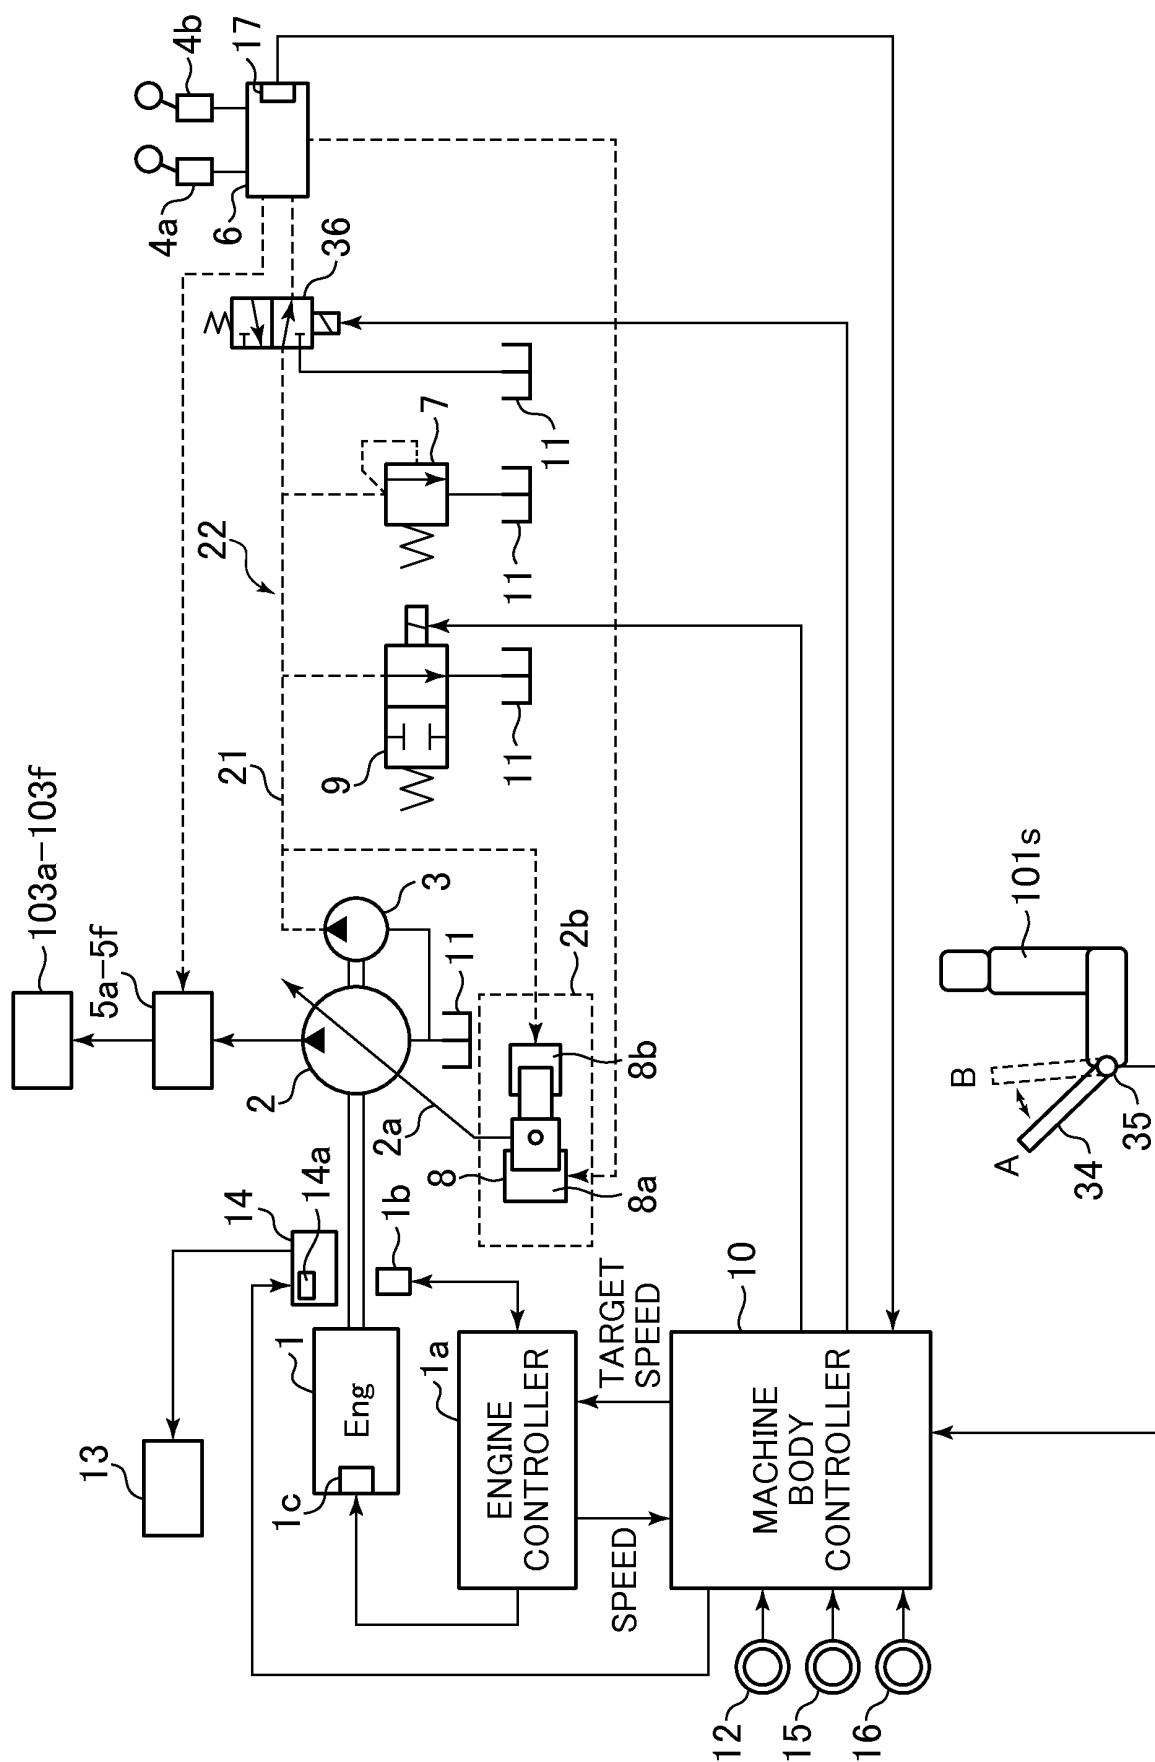 103a-103f
5a-5f
21
22
4a
4b
17
6
36
7
11
9
11
11
3
11
2
2a
2b
8b
8
8a
14
14a
1b
13
1
Eng
1c
1a
ENGINE
CONTROLLER
TARGET
SPEED
SPEED
10
MACHINE
BODY
CONTROLLER
12
15
16
101s
B
A
34
35